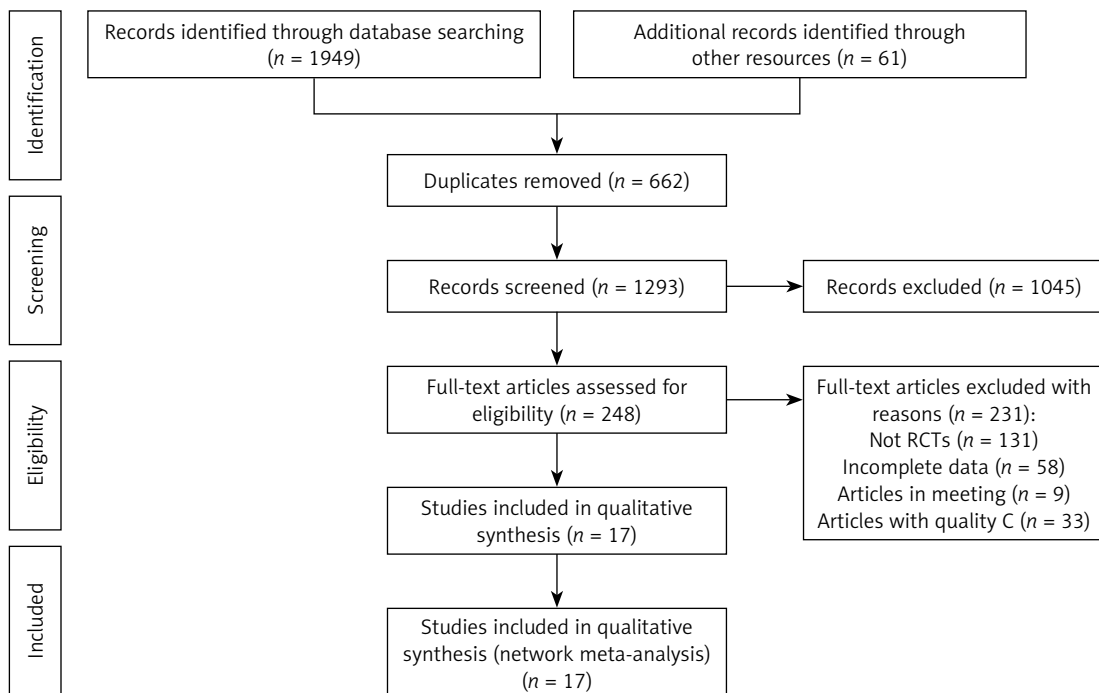 Identification
Records identified through database searching
(n = 1949)
Additional records identified through
other resources (n = 61)
Duplicates removed (n = 662)
Screening
Records screened (n = 1293)
Records excluded (n = 1045)
Eligibility
Full-text articles assessed for
eligibility (n = 248)
Full-text articles excluded with
reasons (n = 231):
Not RCTs (n = 131)
Incomplete data (n = 58)
Articles in meeting (n = 9)
Articles with quality C (n = 33)
Studies included in qualitative
synthesis (n = 17)
Included
Studies included in qualitative
synthesis (network meta-analysis)
(n = 17)